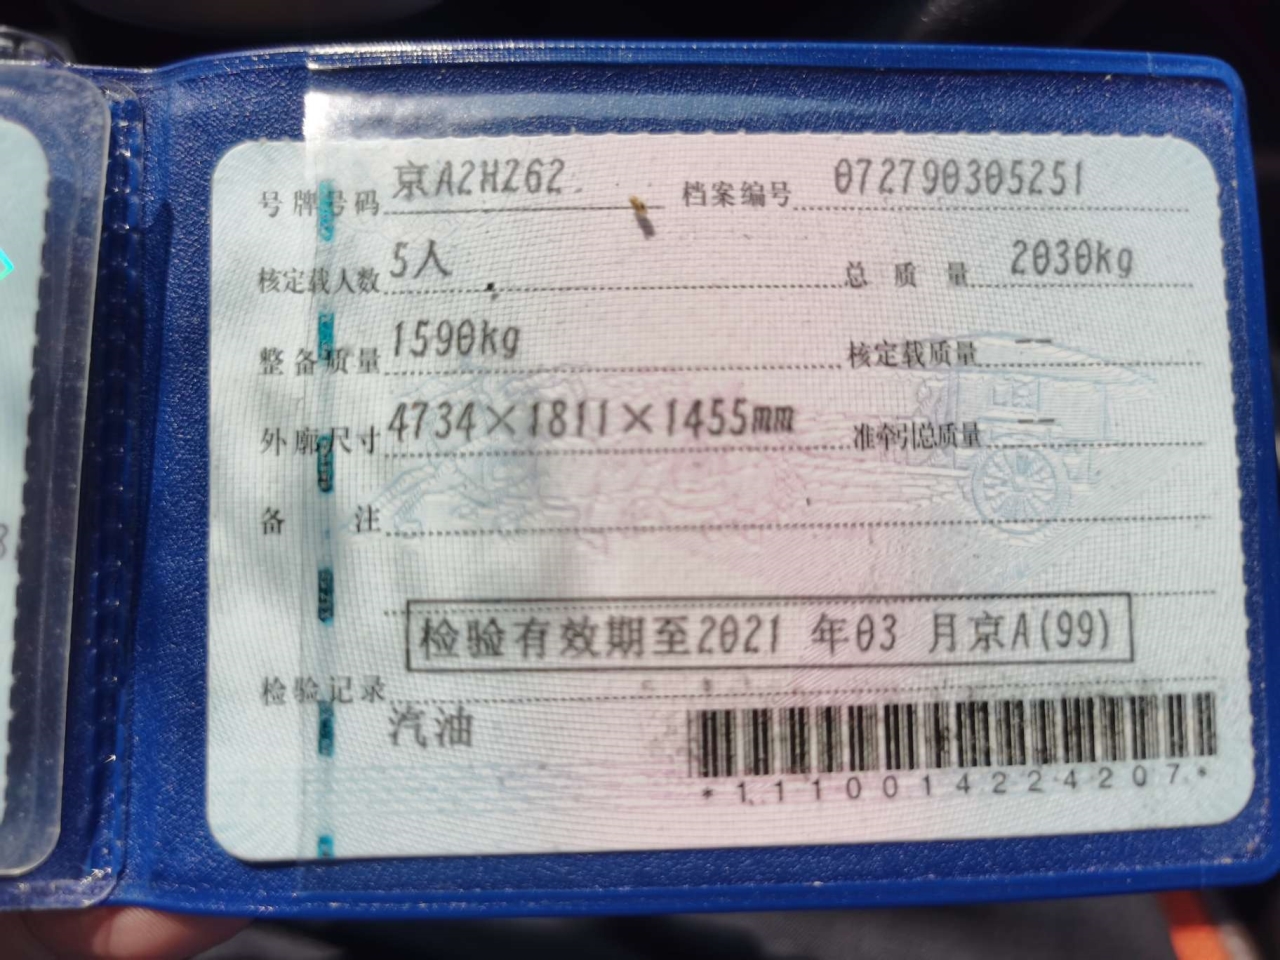 号牌号码 京A2HZ62 档案编号 072790305251
核定载人数 5人 总质量 2030kg
整备质量 1590kg 核定载质量 --
外廓尺寸 4734×1811×1455mm 准牵引总质量 --
备注
检验有效期至2021 年03 月京A(99)
检验记录
汽油
*1110014224207*